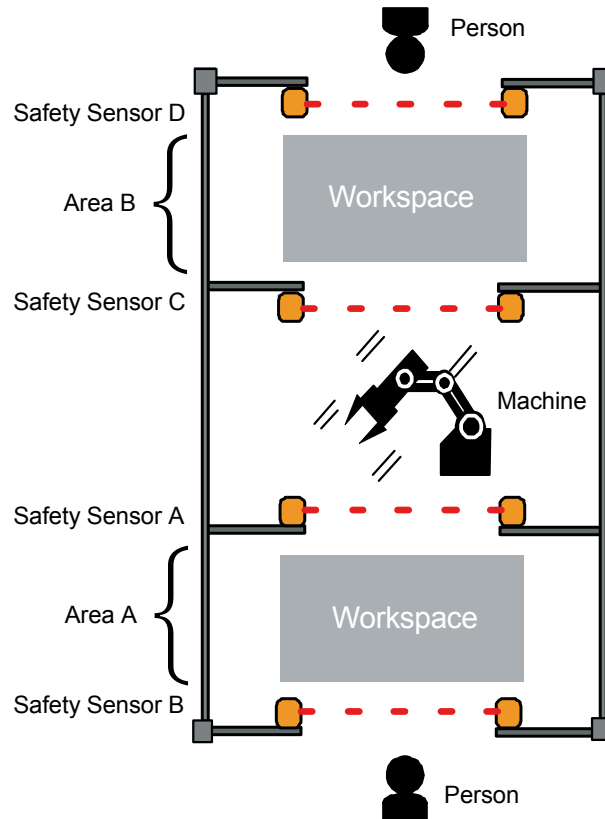 Person
Safety Sensor D
Area B
Workspace
Safety Sensor C
Machine
Safety Sensor A
Area A
Workspace
Safety Sensor B
Person